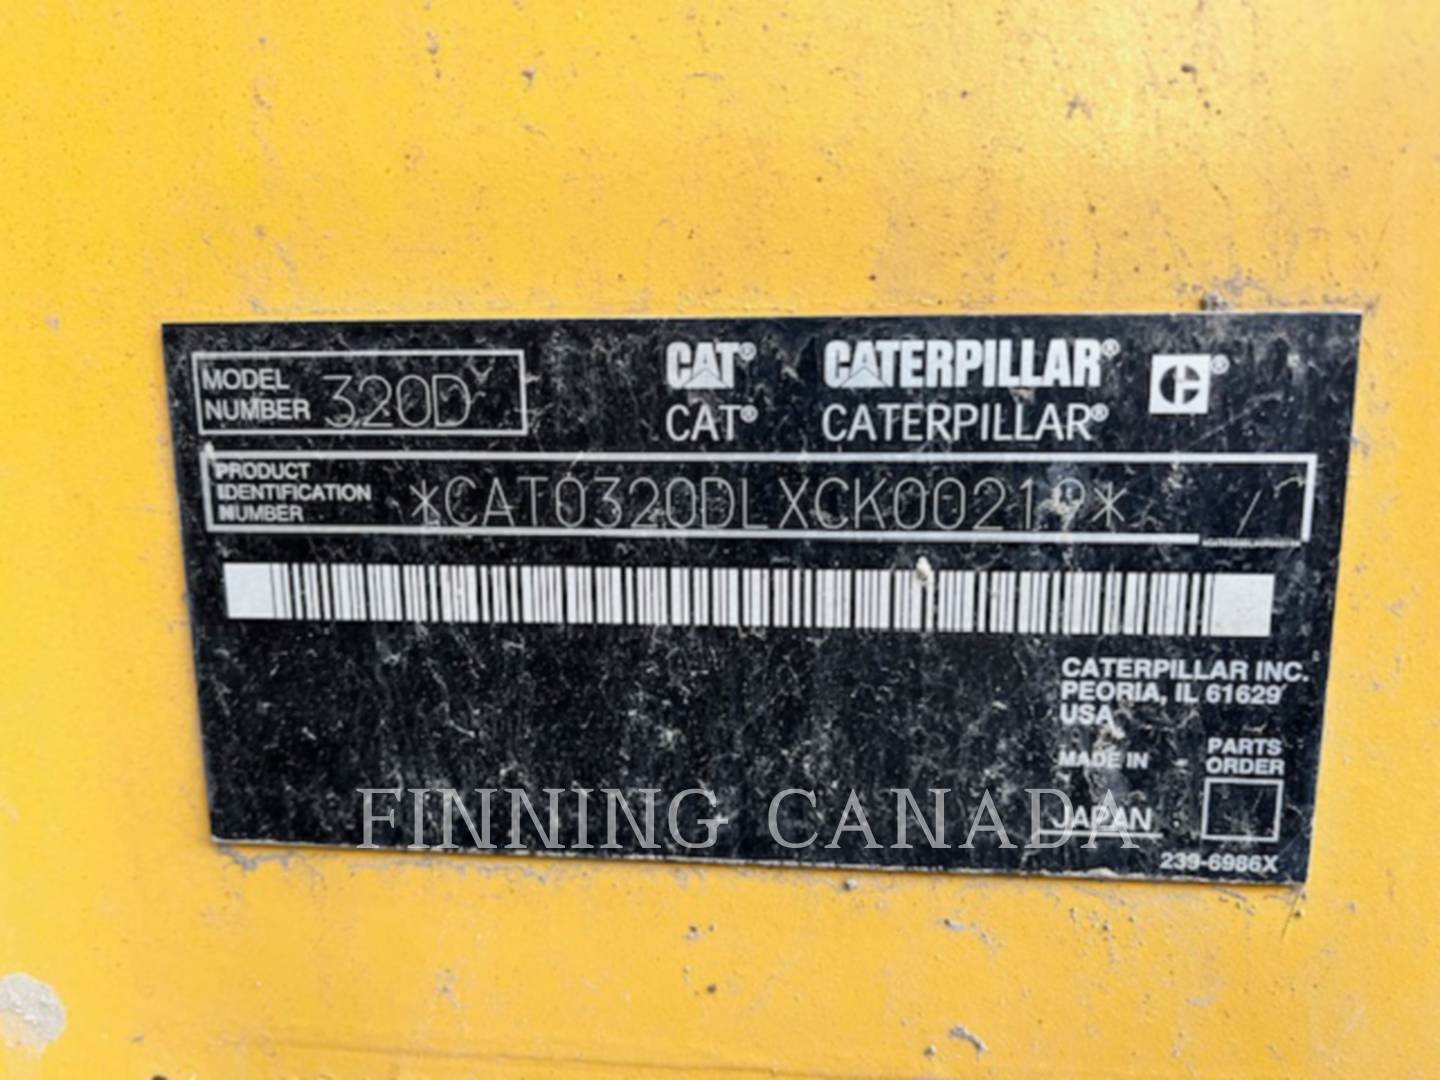 MODEL NUMBER 320D
CAT® CATERPILLAR®
CAT® CATERPILLAR®
PRODUCT IDENTIFICATION NUMBER *CAT0320DLXCK00219*
CATERPILLAR INC.
PEORIA, IL 61629
USA
MADE IN
JAPAN
PARTS
ORDER
239-6986X
FINNING CANADA